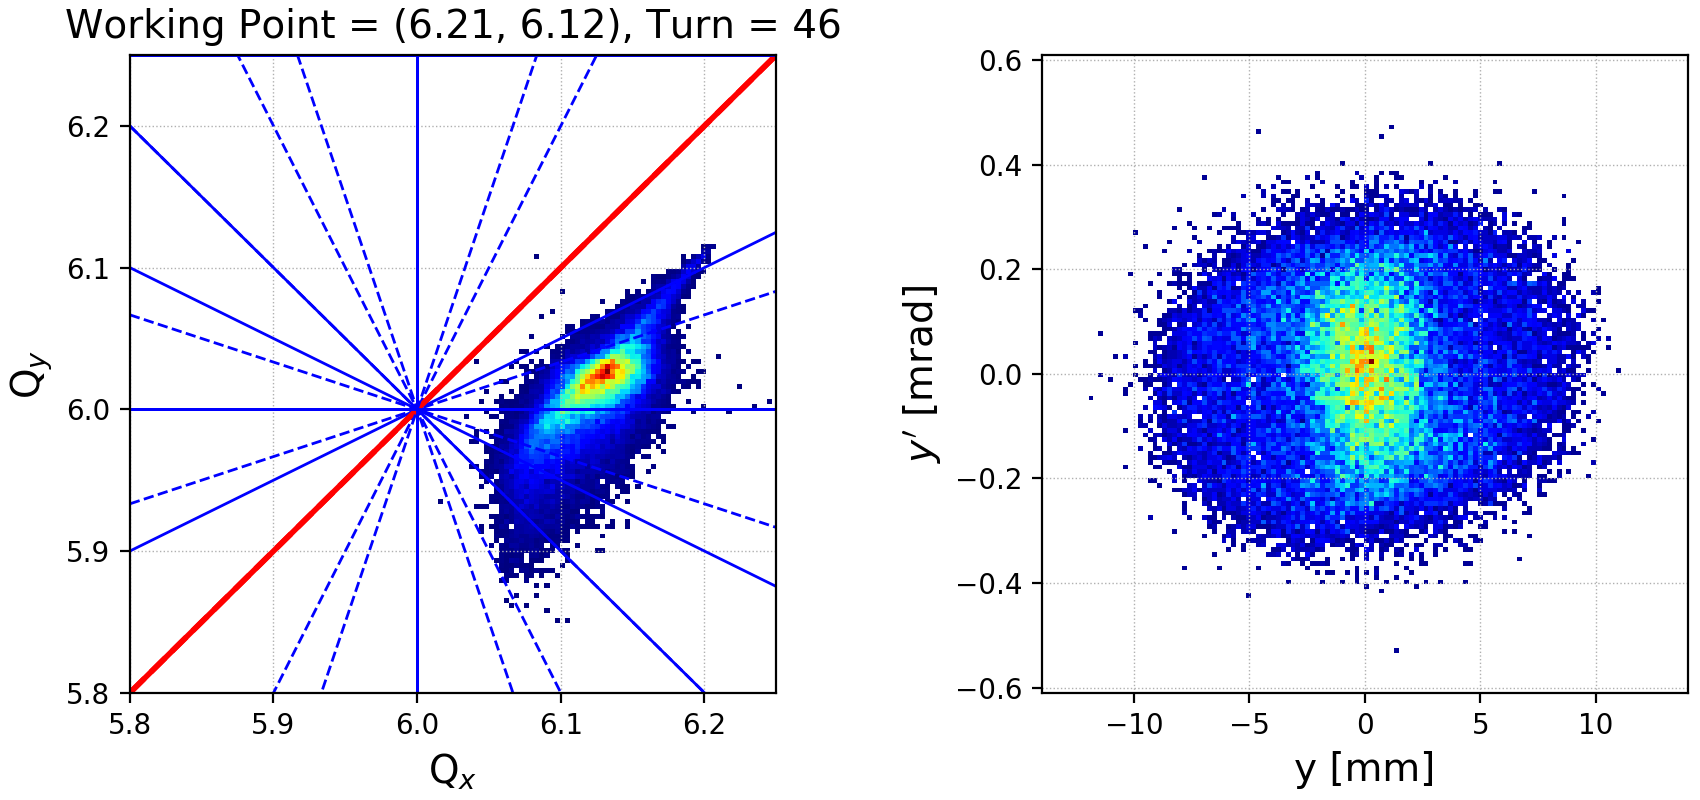 Working Point = (6.21, 6.12), Turn = 46
6.2
6.1
6.0
5.9
5.8
Qy
5.8 5.9 6.0 6.1 6.2
Qx
0.6
0.4
0.2
0.0
−0.2
−0.4
−0.6
y′ [mrad]
−10 −5 0 5 10
y [mm]